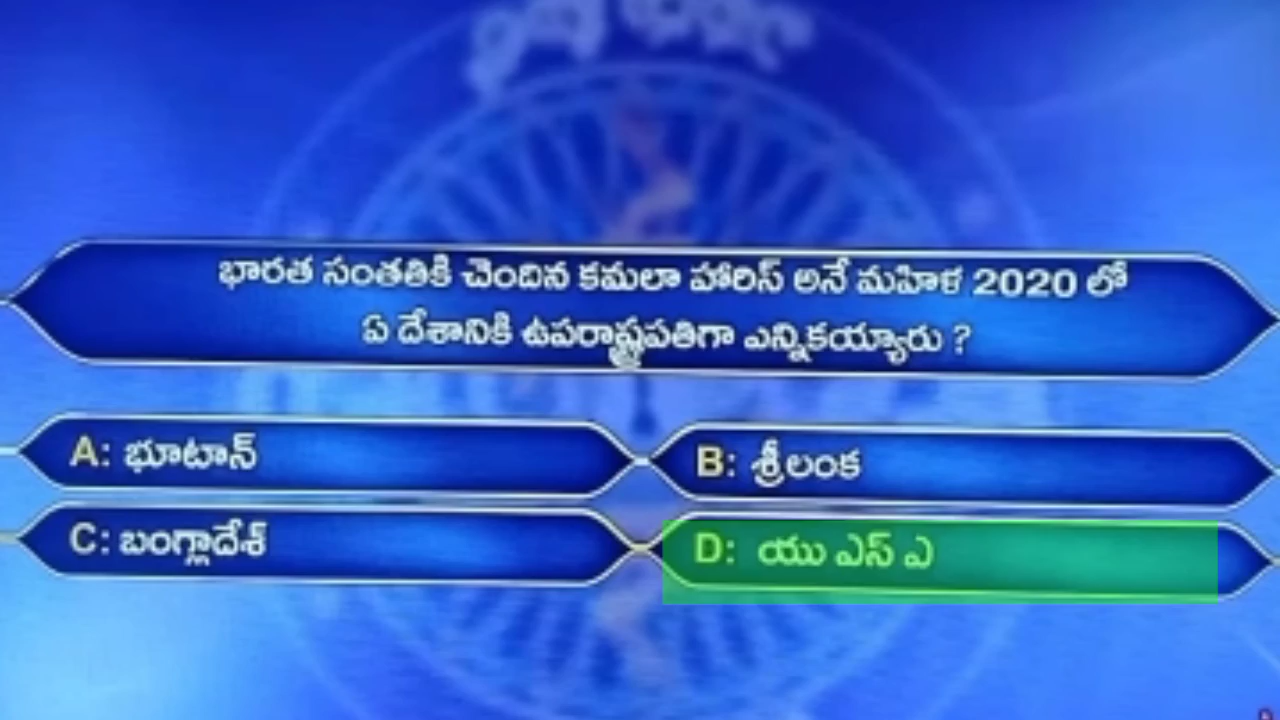 భారత సంతతికి చెందిన కమలా హారిస్ అనే మహిళ 2020 లో
ఏ దేశానికి ఉపరాష్ట్రపతిగా ఎన్నికయ్యారు ?
A: భూటాన్
B: శ్రీలంక
C: బంగ్లాదేశ్
D: యు ఎస్ ఎ